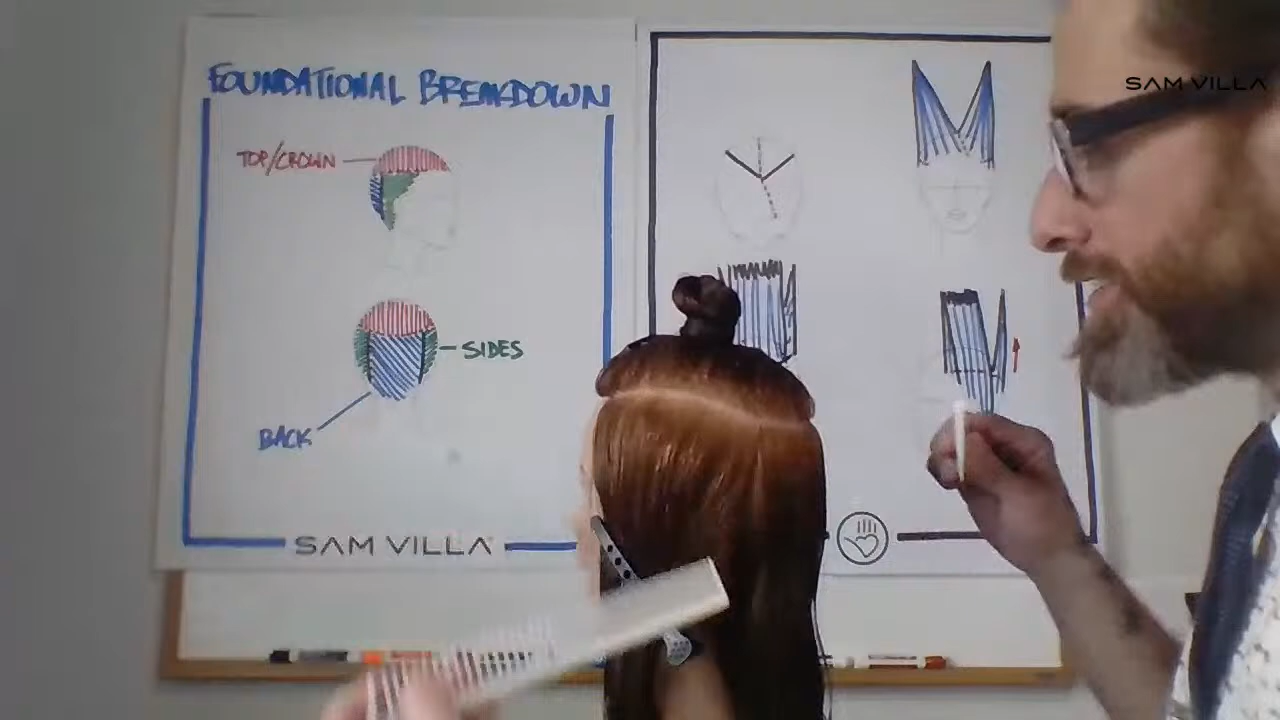 FOUNDATIONAL BREAKDOWN
TOP/CROWN
SIDES
BACK
SAM VILLA
SAM VILLA